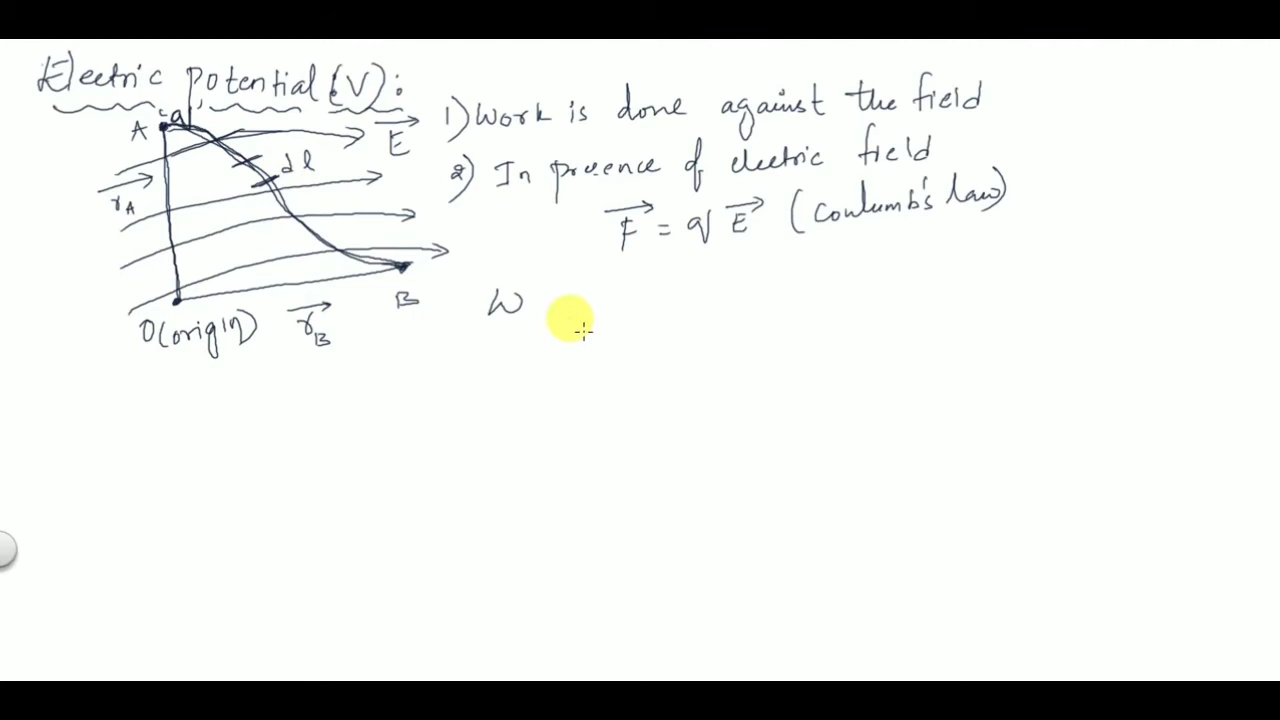 Electric potential (V):
A q
E
dl
rA
O(origin) rB B
1) Work is done against the field
2) In presence of electric field
F = q E (Coulumb's law)
W